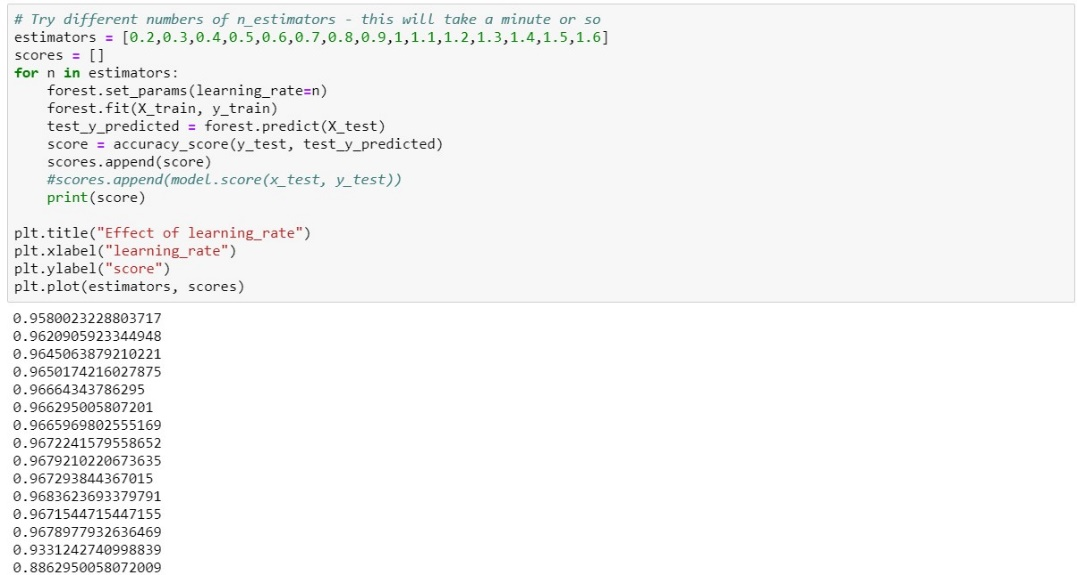 # Try different numbers of n_estimators - this will take a minute or so
estimators = [0.2,0.3,0.4,0.5,0.6,0.7,0.8,0.9,1,1.1,1.2,1.3,1.4,1.5,1.6]
scores = []
for n in estimators:
    forest.set_params(learning_rate=n)
    forest.fit(X_train, y_train)
    test_y_predicted = forest.predict(X_test)
    score = accuracy_score(y_test, test_y_predicted)
    scores.append(score)
    #scores.append(model.score(x_test, y_test))
    print(score)

plt.title("Effect of learning_rate")
plt.xlabel("learning_rate")
plt.ylabel("score")
plt.plot(estimators, scores)
0.9580023228803717
0.9620905923344948
0.9645063879210221
0.9650174216027875
0.96664343786295
0.966295005807201
0.9665969802555169
0.9672241579558652
0.9679210220673635
0.967293844367015
0.9683623693379791
0.9671544715447155
0.9678977932636469
0.9331242740998839
0.8862950058072009